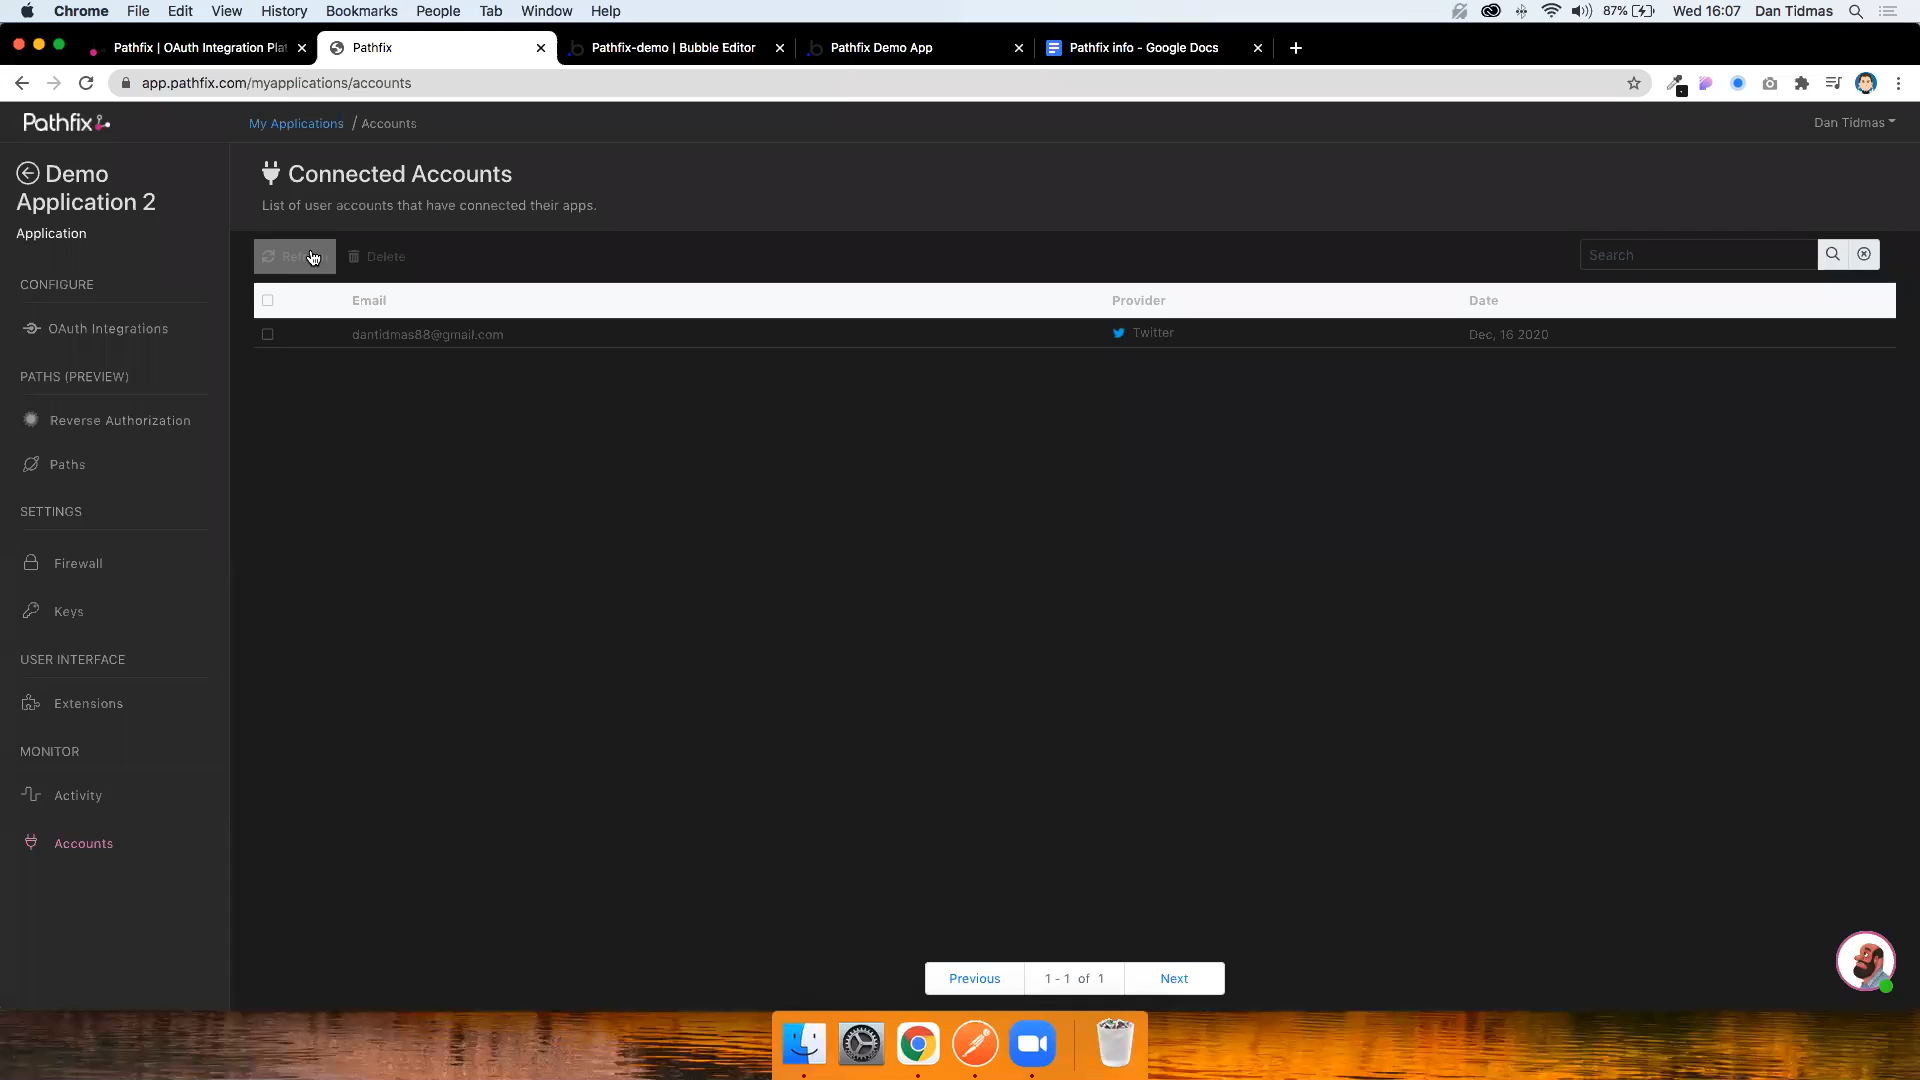 Chrome File Edit View History Bookmarks People Tab Window Help 87% Wed 16:07 Dan Tidmas
Pathfix | OAuth Integration Plat Pathfix Pathfix-demo | Bubble Editor Pathfix Demo App Pathfix info - Google Docs
app.pathfix.com/myapplications/accounts
Pathfix My Applications / Accounts Dan Tidmas
Demo Application 2
Application
CONFIGURE
OAuth Integrations
PATHS (PREVIEW)
Reverse Authorization
Paths
SETTINGS
Firewall
Keys
USER INTERFACE
Extensions
MONITOR
Activity
Accounts
Connected Accounts
List of user accounts that have connected their apps.
Delete Search
Email Provider Date
dantidmas88@gmail.com Twitter Dec, 16 2020
Previous 1 - 1 of 1 Next